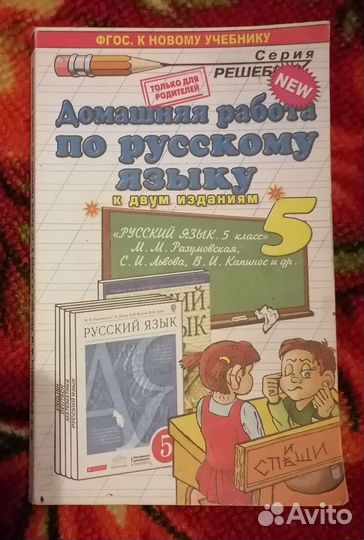 ФГОС. К НОВОМУ УЧЕБНИКУ
Серия
РЕШЕБНИК
NEW
ТОЛЬКО ДЛЯ
РОДИТЕЛЕЙ
Домашняя работа
по русскому
языку
к двум изданиям
5
«РУССКИЙ ЯЗЫК. 5 класс»
М.М. Разумовская,
С.И. Львова, В.И. Капинос и др.
РУССКИЙ ЯЗЫК
5
И
СПЕШИ
Avito